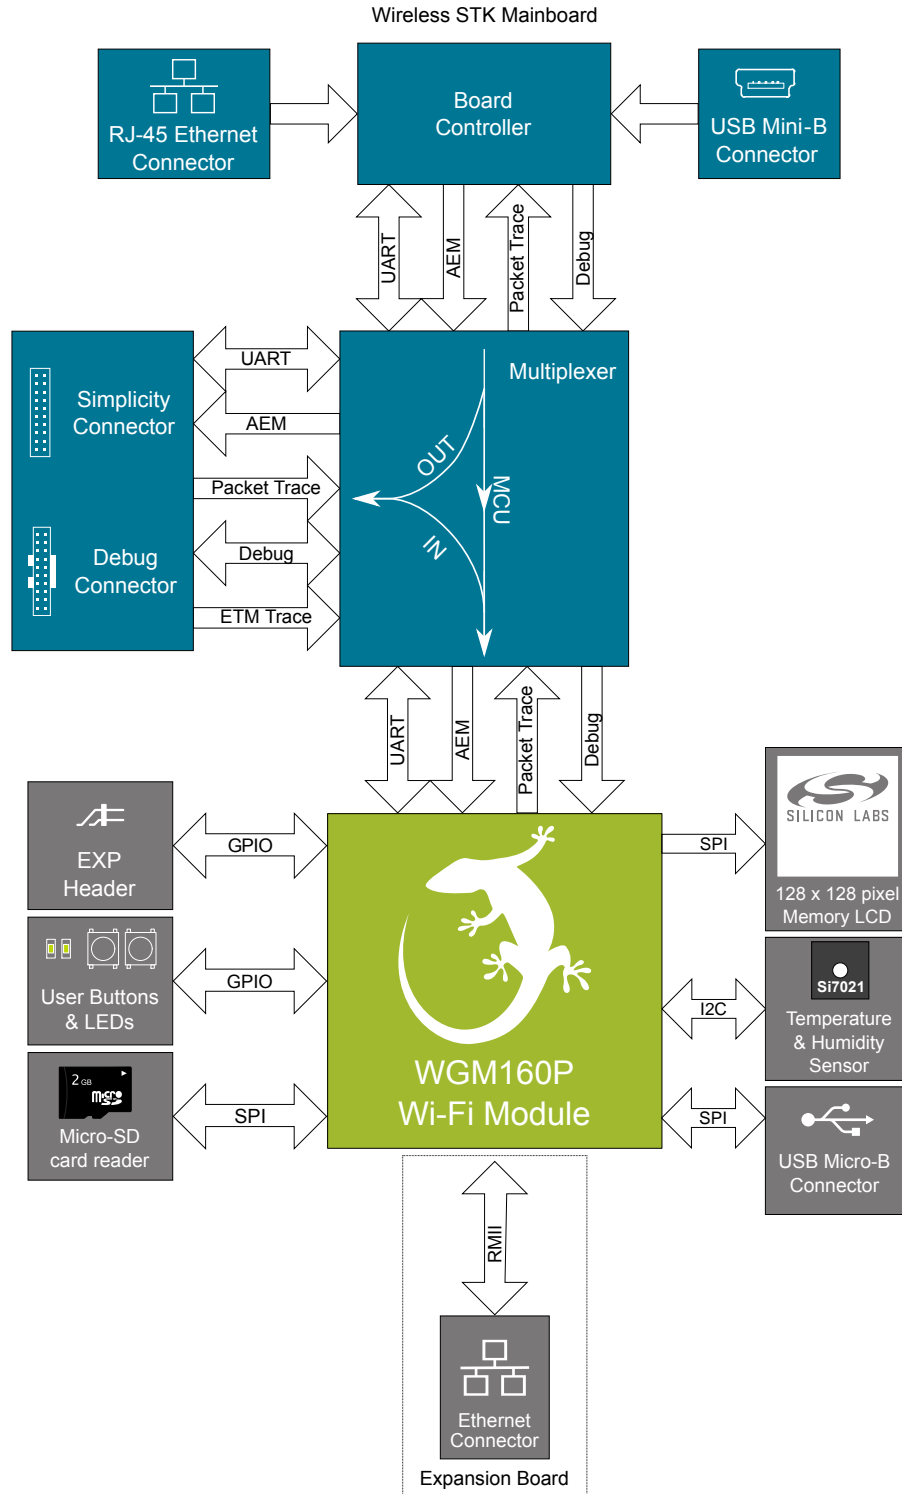 Wireless STK Mainboard
RJ-45 Ethernet
Connector
Board
Controller
USB Mini-B
Connector
UART
AEM
Packet Trace
Debug
Simplicity
Connector
Debug
Connector
UART
AEM
Packet Trace
Debug
ETM Trace
Multiplexer
OUT
MCU
IN
UART
AEM
Packet Trace
Debug
EXP
Header
GPIO
User Buttons
& LEDs
GPIO
2 GB
micro
SD
Micro-SD
card reader
SPI
WGM160P
Wi-Fi Module
SPI
SILICON LABS
128 x 128 pixel
Memory LCD
I2C
Si7021
Temperature
& Humidity
Sensor
SPI
USB Micro-B
Connector
RMII
Ethernet
Connector
Expansion Board